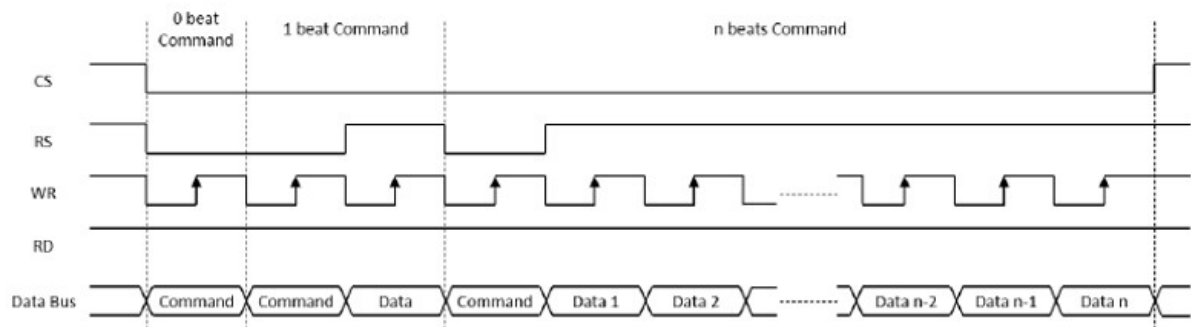 0 beat
Command
1 beat Command
n beats Command
CS
RS
WR
RD
Data Bus
Command
Command
Data
Command
Data 1
Data 2
Data n-2
Data n-1
Data n